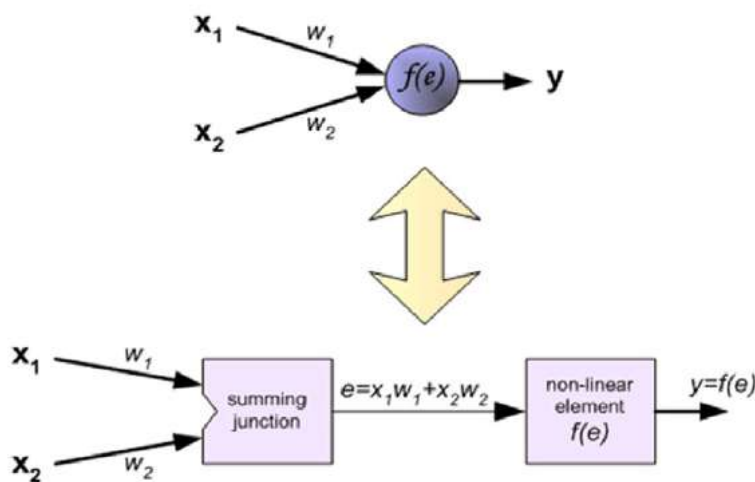 x₁
w₁
f(e)
y
x₂
w₂
x₁
w₁
summing
junction
e=x₁w₁+x₂w₂
non-linear
element
f(e)
y=f(e)
x₂
w₂